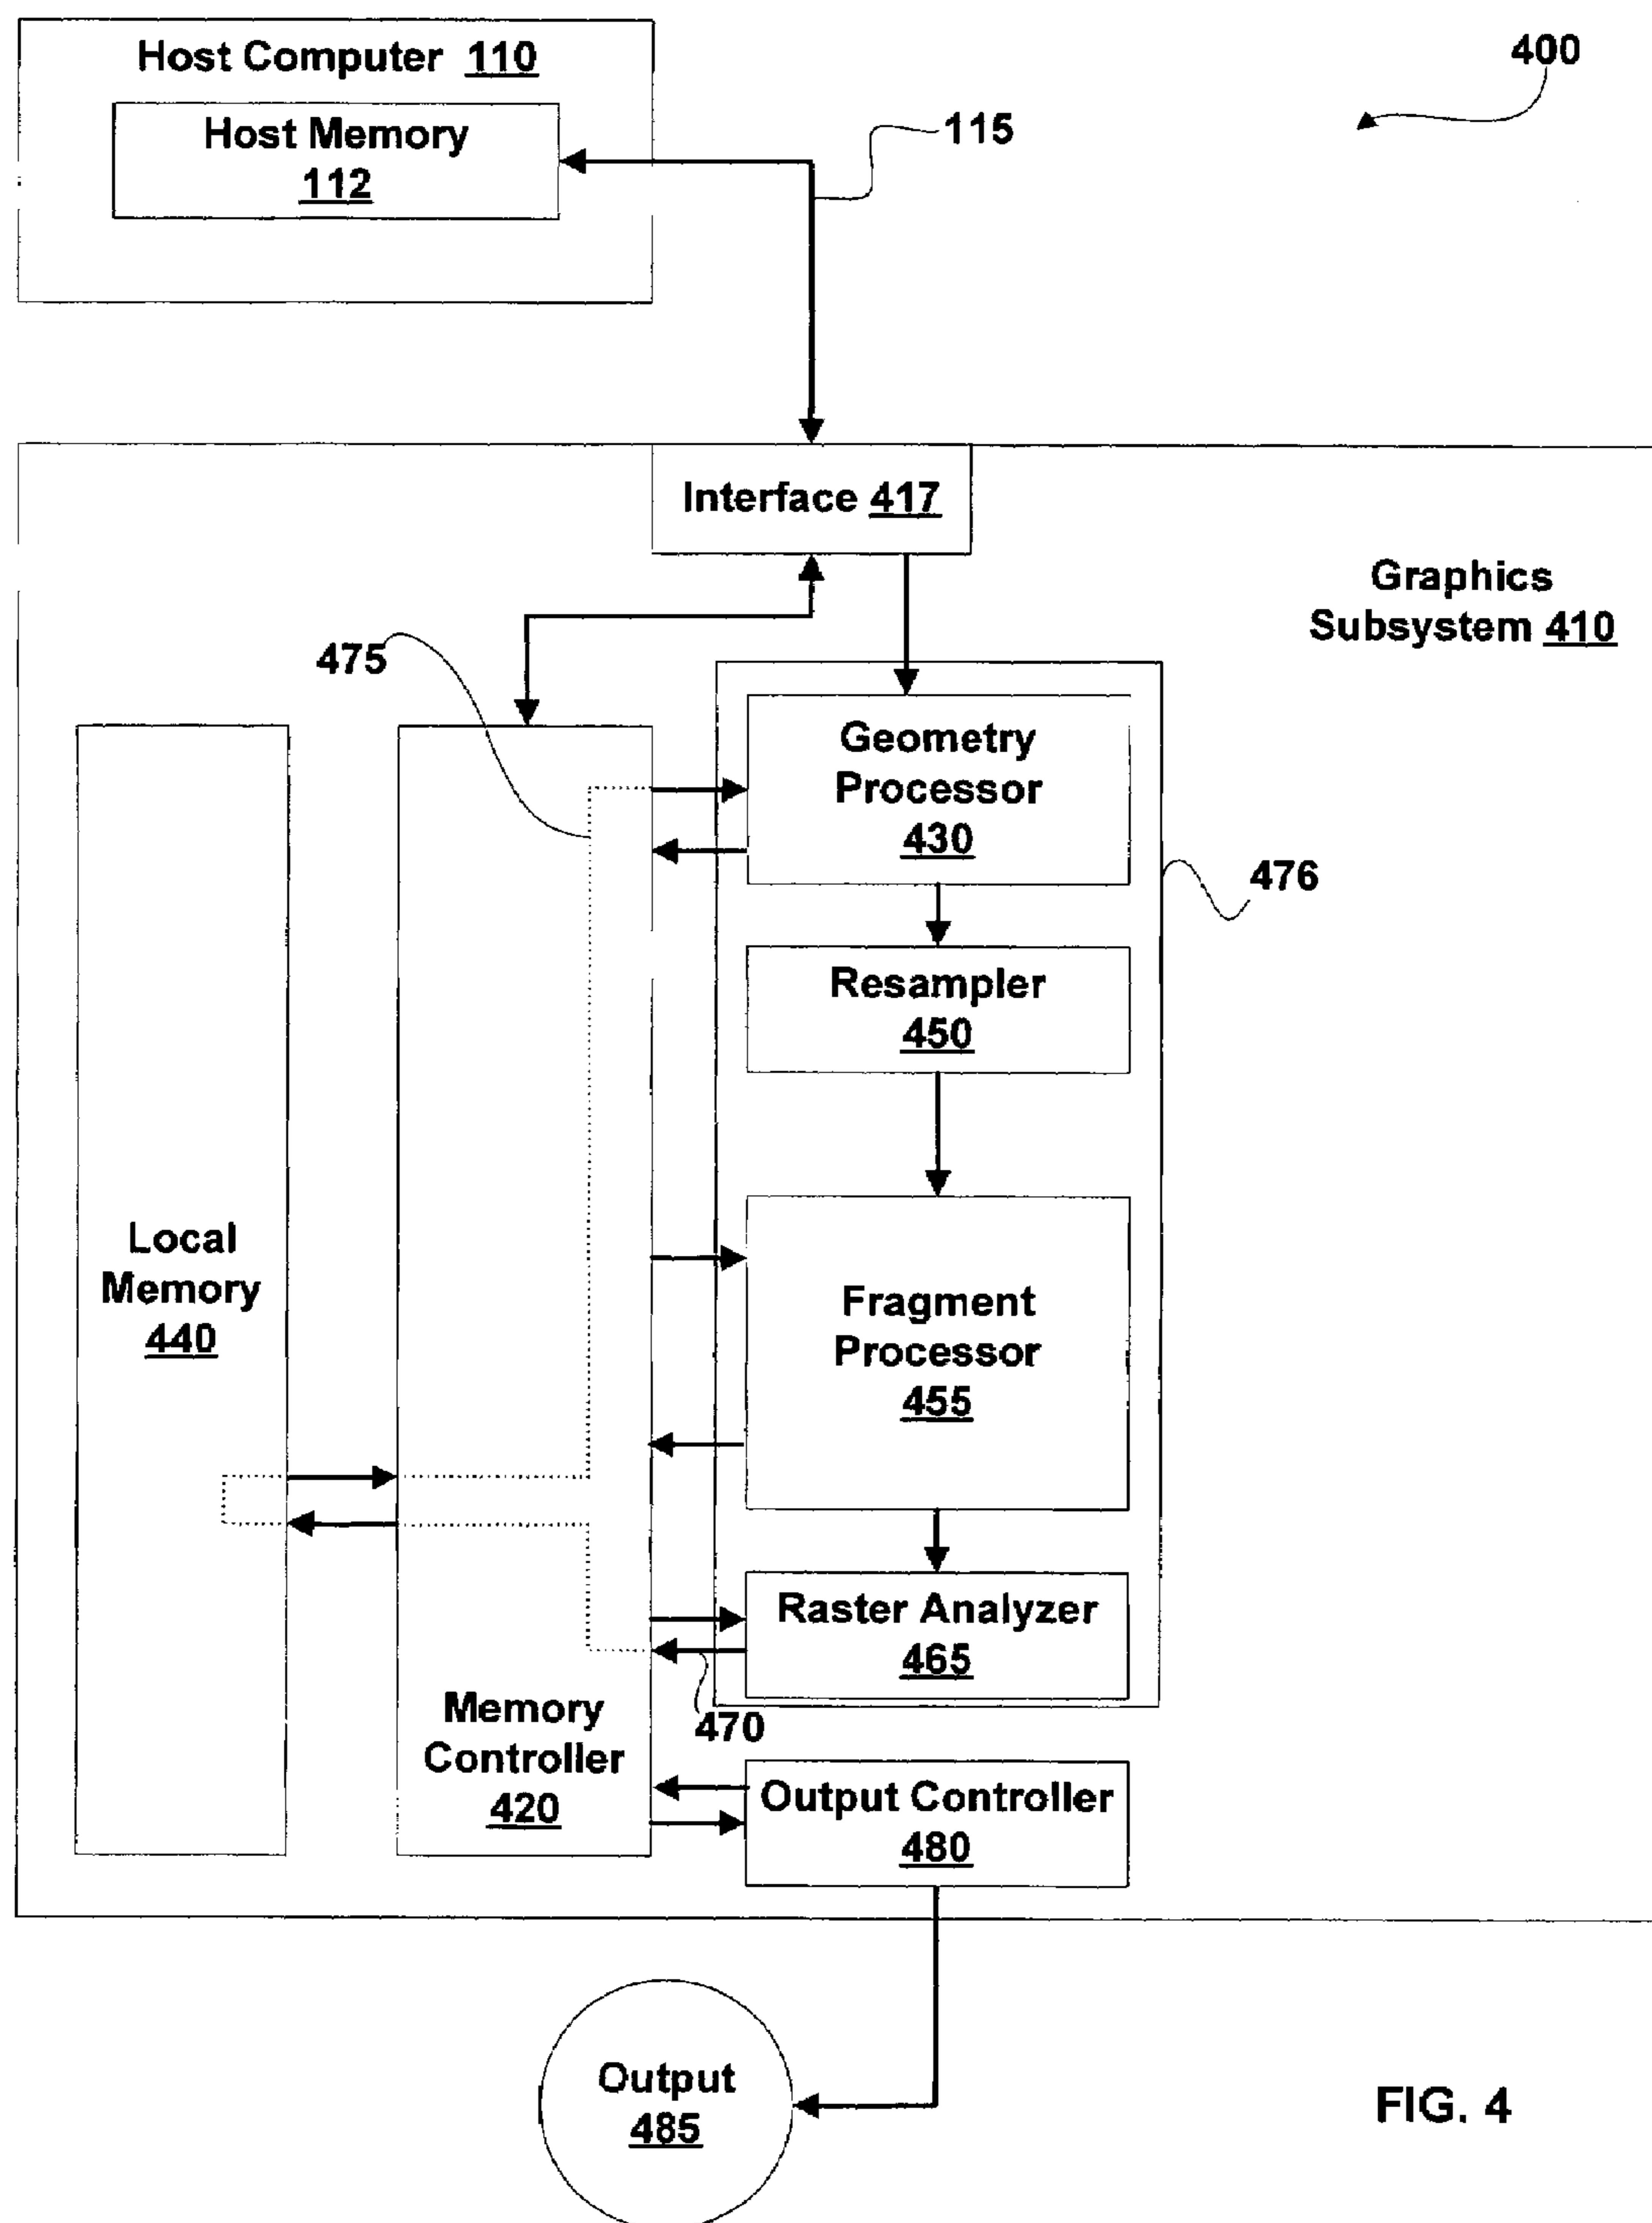 Host Computer 110
400
Host Memory
112
115
Interface 417
Graphics
Subsystem 410
475
Geometry
Processor
430
476
Resampler
450
Local
Memory
440
Fragment
Processor
455
Raster Analyzer
465
470
Memory
Controller
420
Output Controller
480
Output
485
FIG. 4